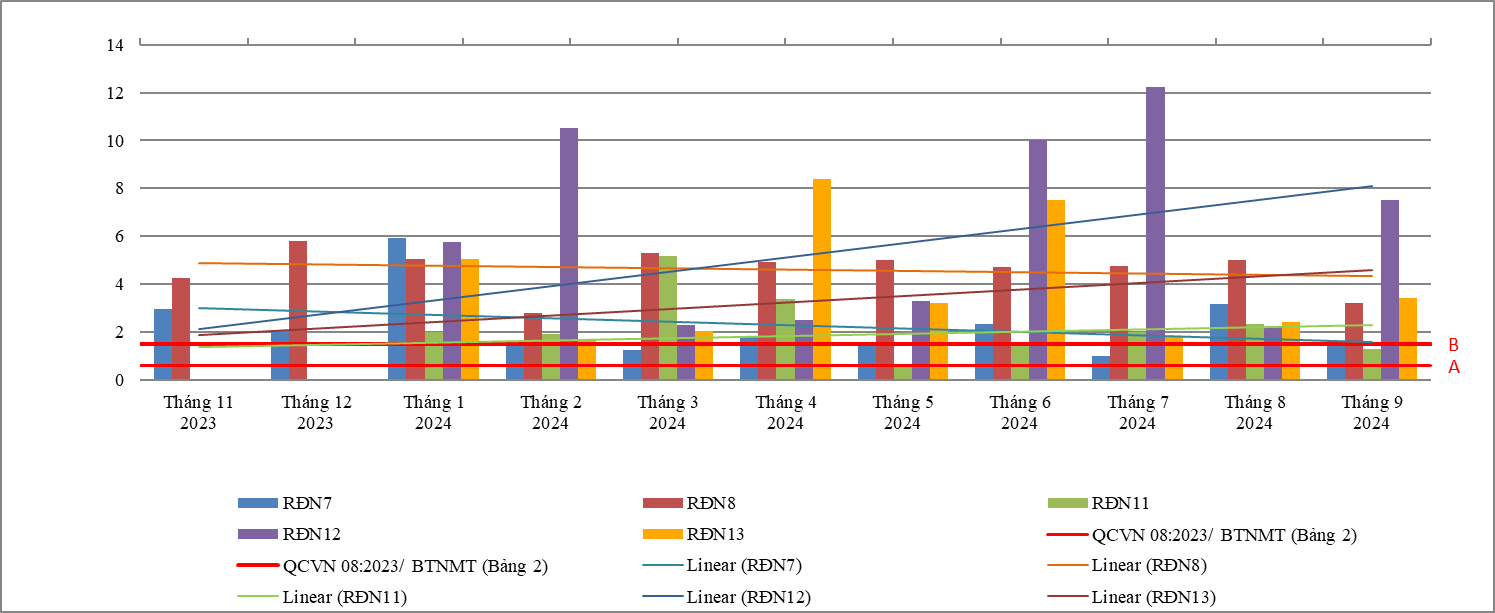 14
12
10
8
6
4
2
0
B
A
Tháng 11 2023
Tháng 12 2023
Tháng 1 2024
Tháng 2 2024
Tháng 3 2024
Tháng 4 2024
Tháng 5 2024
Tháng 6 2024
Tháng 7 2024
Tháng 8 2024
Tháng 9 2024
RĐN7
RĐN8
RĐN11
RĐN12
RĐN13
QCVN 08:2023/ BTNMT (Bảng 2)
QCVN 08:2023/ BTNMT (Bảng 2)
Linear (RĐN7)
Linear (RĐN8)
Linear (RĐN11)
Linear (RĐN12)
Linear (RĐN13)